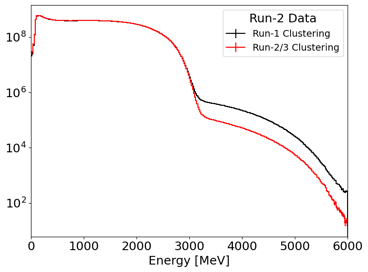 Run-2 Data
Run-1 Clustering
Run-2/3 Clustering
10^8
10^6
10^4
10^2
0 1000 2000 3000 4000 5000 6000
Energy [MeV]